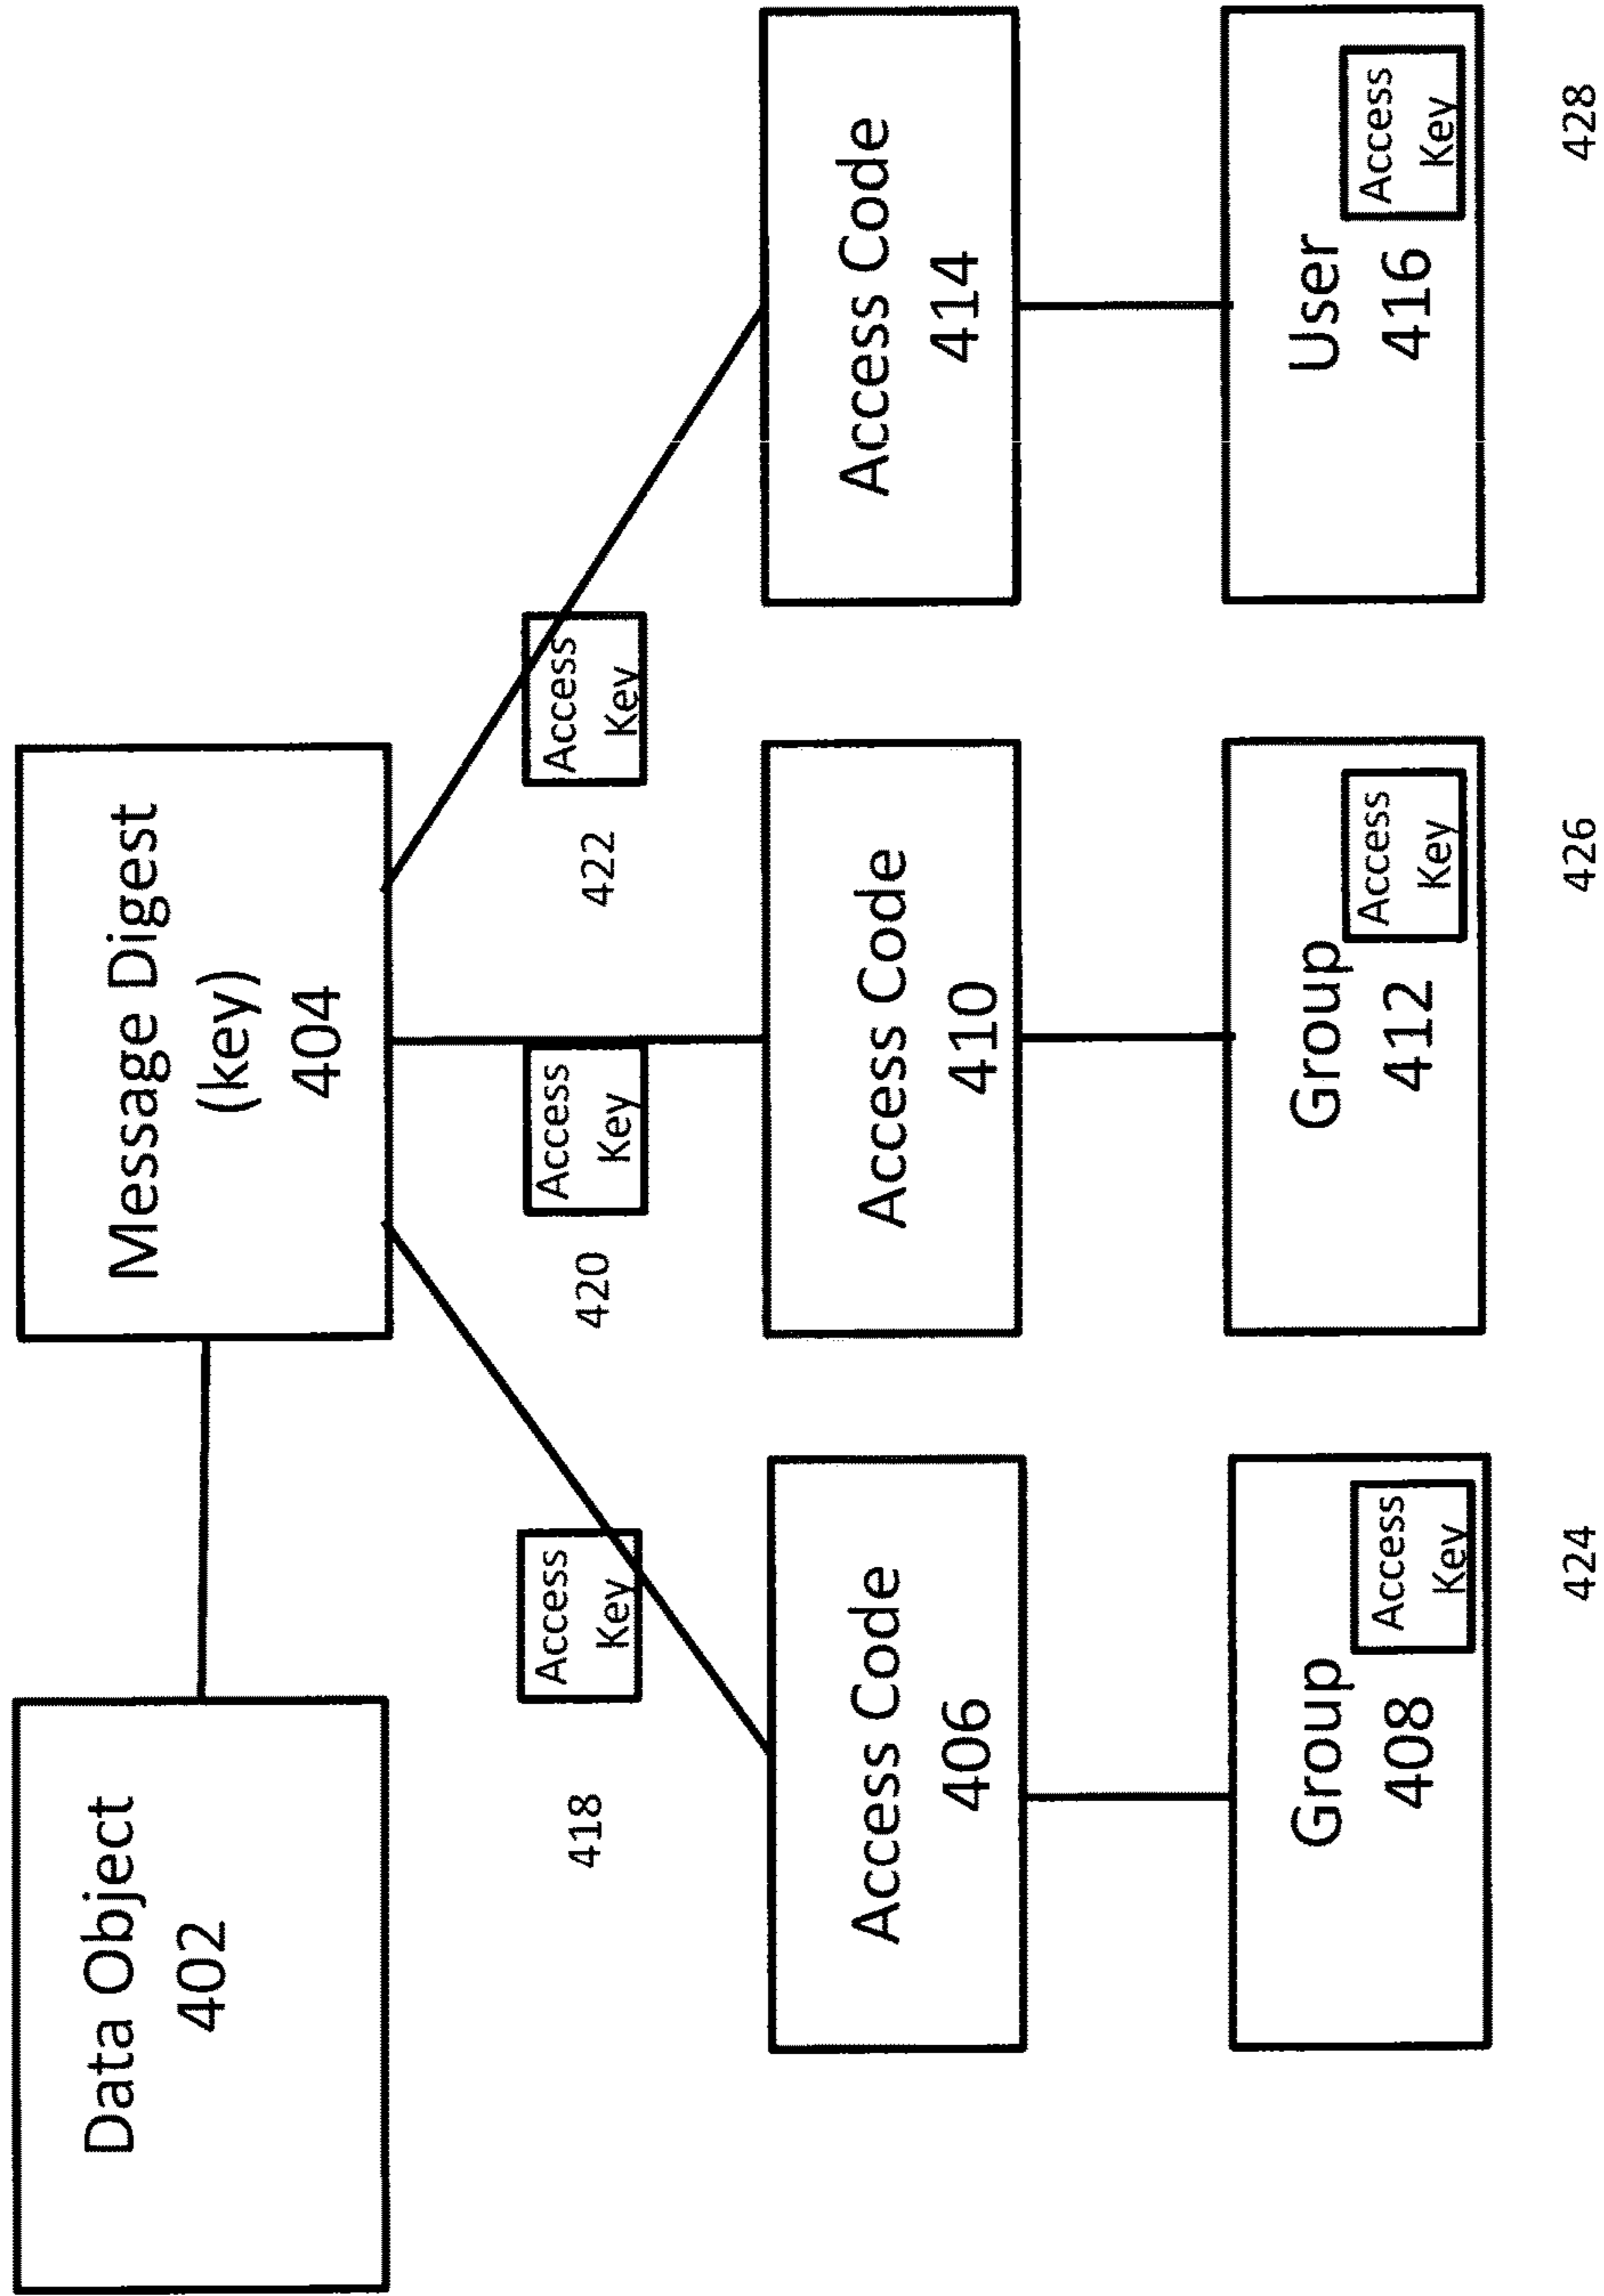 Data Object
402
Message Digest
(key)
404
418
Access
Key
420
Access
Key
422
Access
Key
Access Code
406
Access Code
410
Access Code
414
Group
408
Access
Key
Group
412
Access
Key
User
416
Access
Key
424
426
428